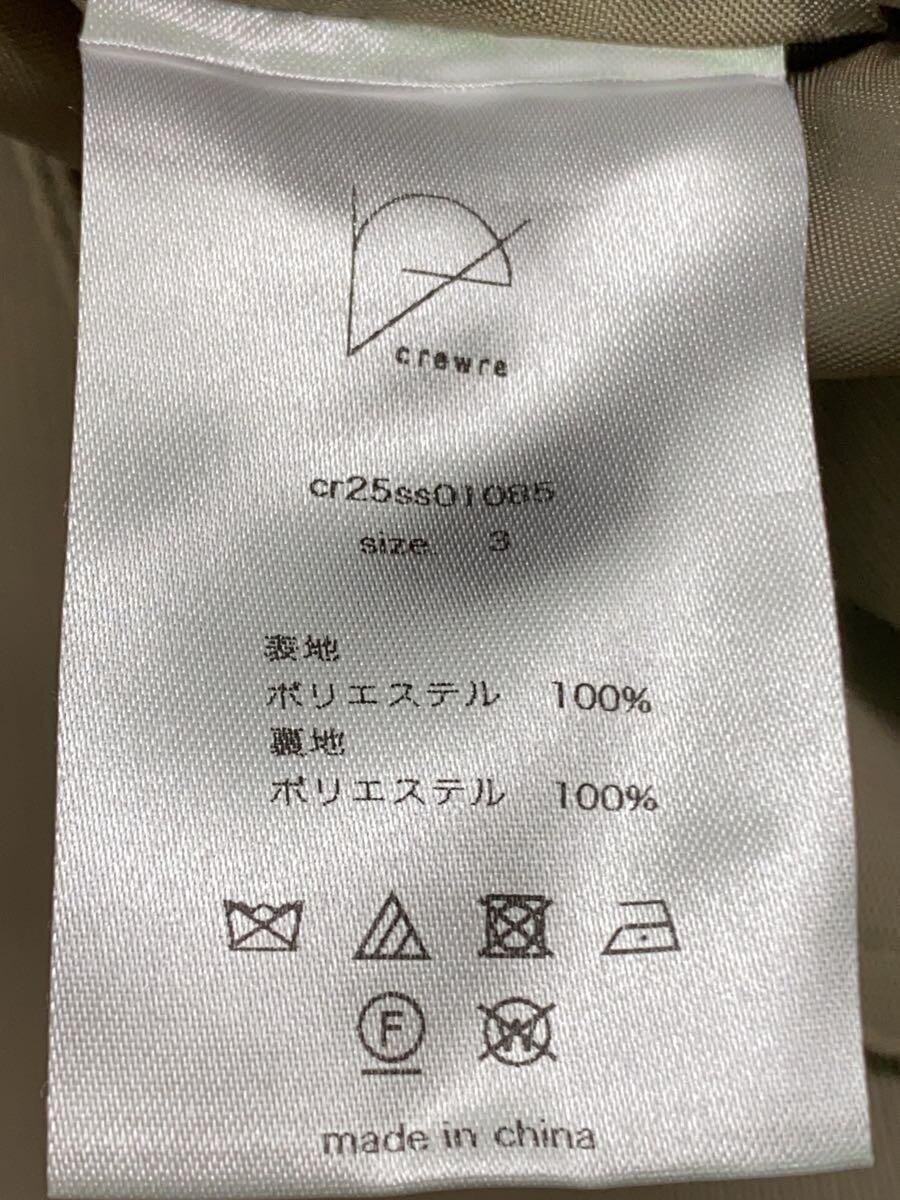 crewre
cr25ss01085
size 3
表地
ポリエステル 100%
裏地
ポリエステル 100%
F
W
made in china